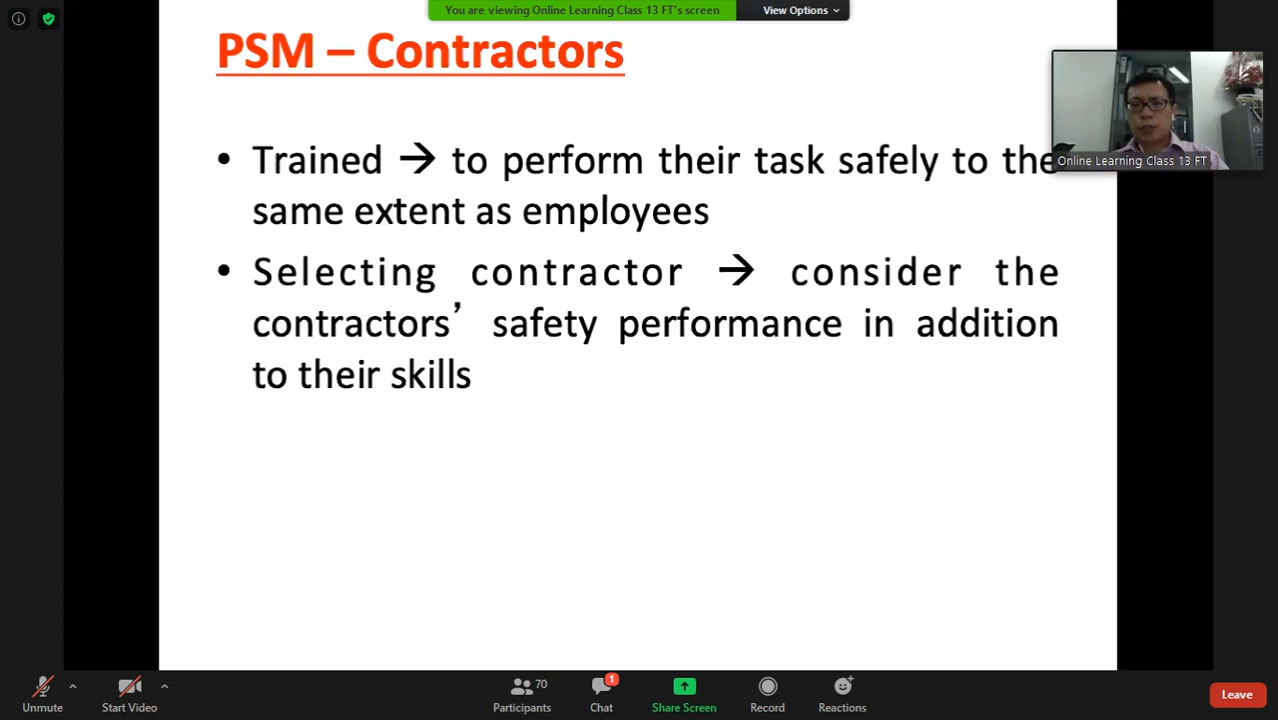 You are viewing Online Learning Class 13 FT's screen
View Options
PSM – Contractors
• Trained → to perform their task safely to the
same extent as employees
• Selecting contractor → consider the
contractors’ safety performance in addition
to their skills
Online Learning Class 13 FT
Unmute
Start Video
70
Participants
1
Chat
Share Screen
Record
Reactions
Leave